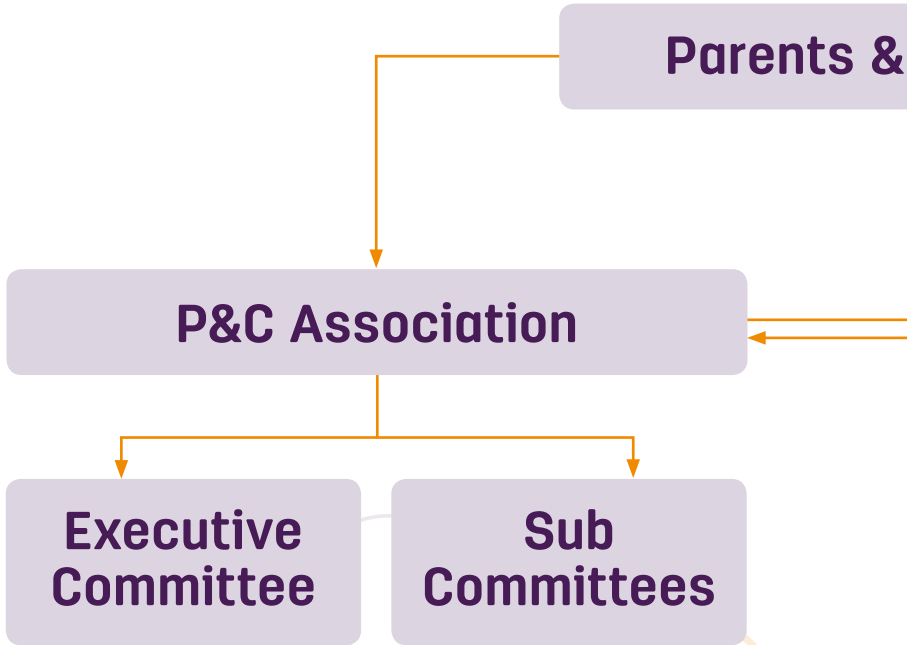 Parents &
P&C Association
Executive
Committee
Sub
Committees